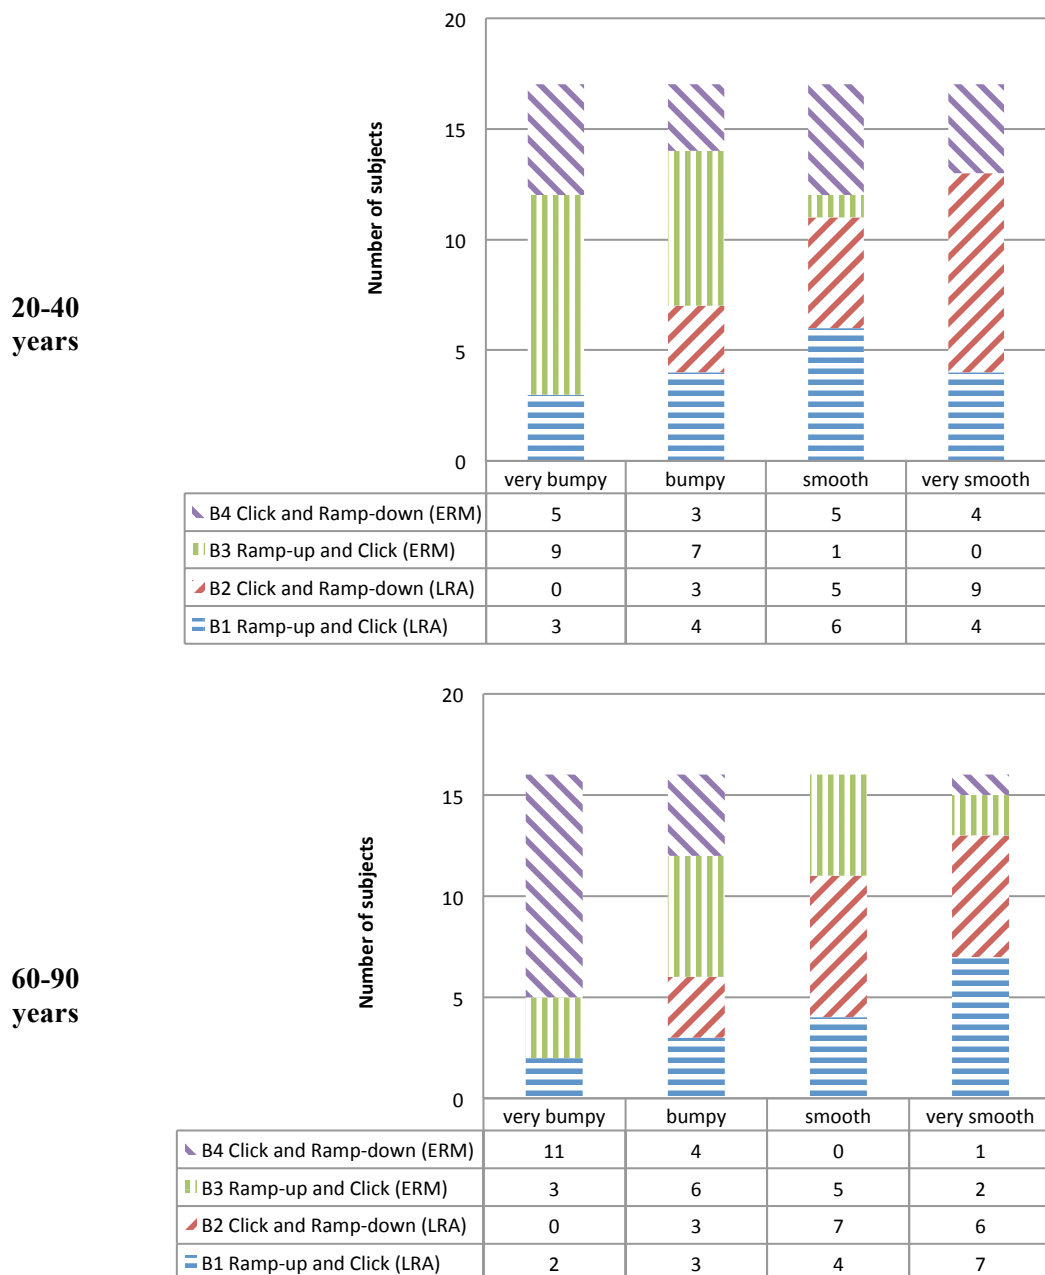 20
15
10
5
0
Number of subjects
20-40
years
very bumpy bumpy smooth very smooth
B4 Click and Ramp-down (ERM) 5 3 5 4
B3 Ramp-up and Click (ERM) 9 7 1 0
B2 Click and Ramp-down (LRA) 0 3 5 9
B1 Ramp-up and Click (LRA) 3 4 6 4
20
15
10
5
0
Number of subjects
60-90
years
very bumpy bumpy smooth very smooth
B4 Click and Ramp-down (ERM) 11 4 0 1
B3 Ramp-up and Click (ERM) 3 6 5 2
B2 Click and Ramp-down (LRA) 0 3 7 6
B1 Ramp-up and Click (LRA) 2 3 4 7